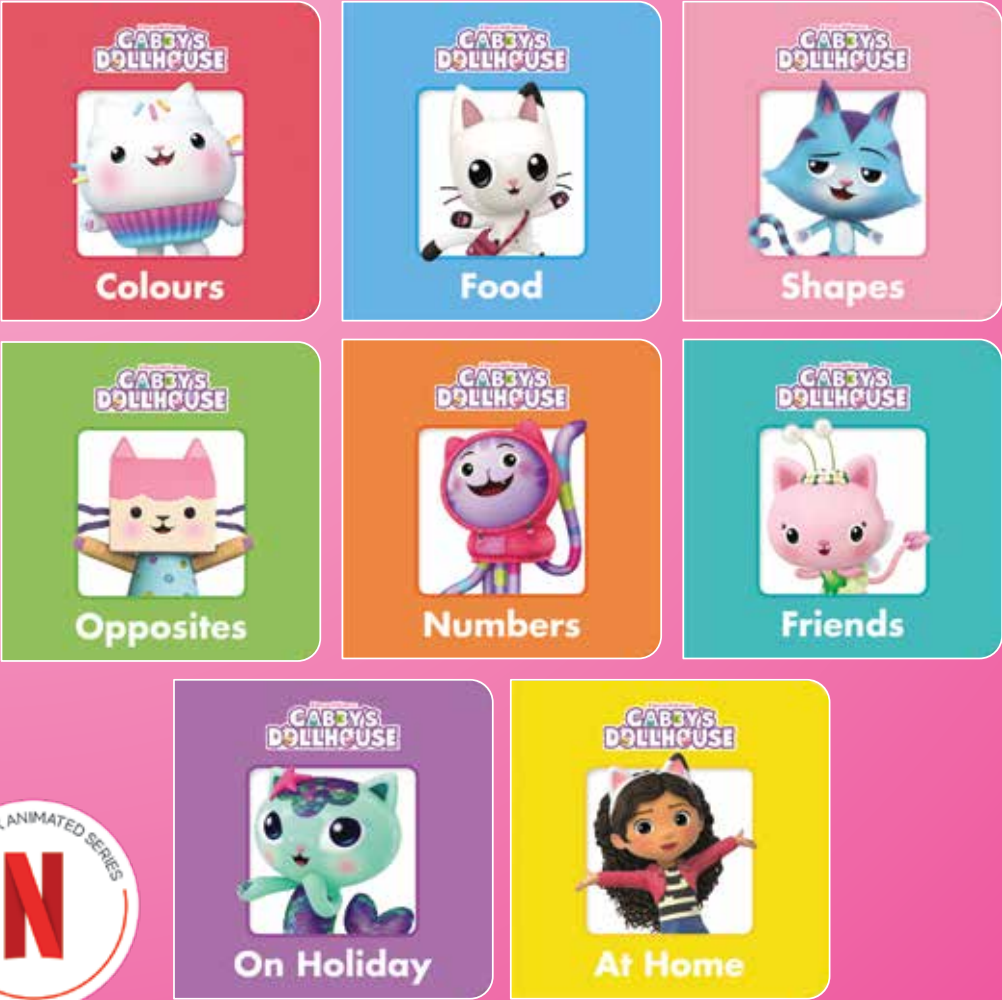 GABBY'S
DOLLHOUSE
Colours
GABBY'S
DOLLHOUSE
Food
GABBY'S
DOLLHOUSE
Shapes
GABBY'S
DOLLHOUSE
Opposites
GABBY'S
DOLLHOUSE
Numbers
GABBY'S
DOLLHOUSE
Friends
GABBY'S
DOLLHOUSE
On Holiday
GABBY'S
DOLLHOUSE
At Home
ANIMATED SERIES
N